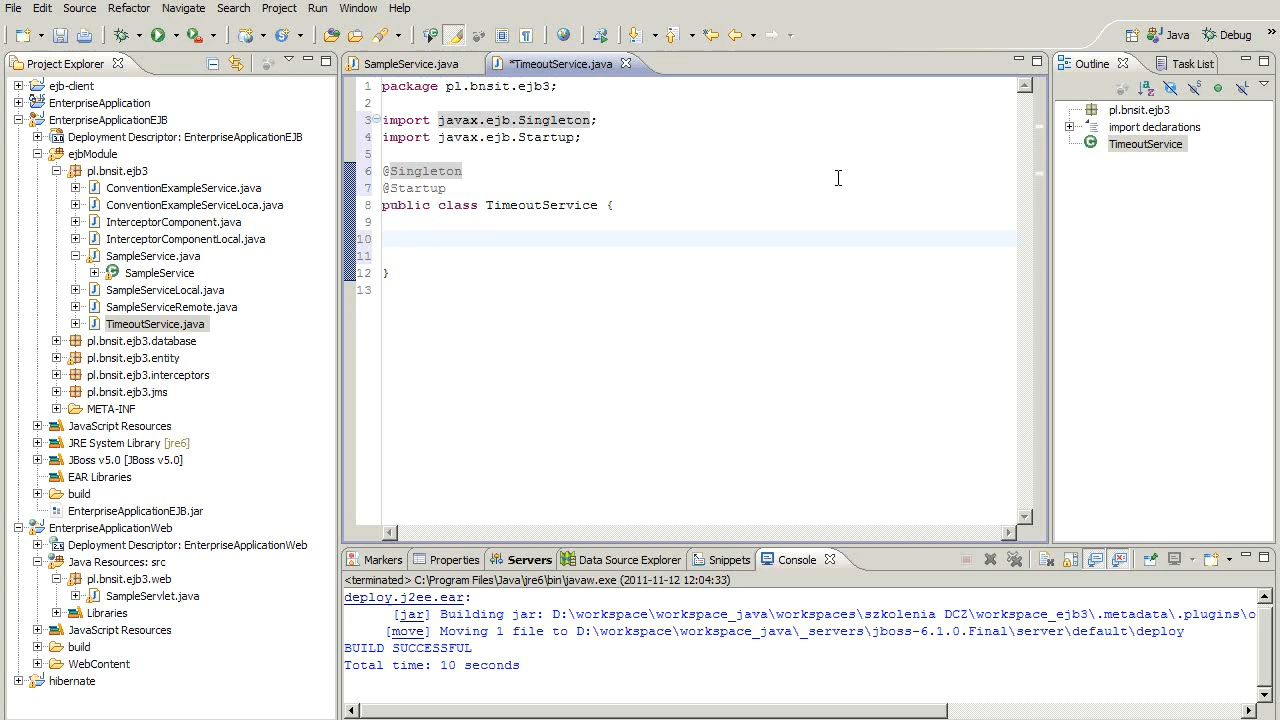 File Edit Source Refactor Navigate Search Project Run Window Help
Java Debug »
Project Explorer
ejb-client
EnterpriseApplication
EnterpriseApplicationEJB
Deployment Descriptor: EnterpriseApplicationEJB
ejbModule
pl.bnsit.ejb3
ConventionExampleService.java
ConventionExampleServiceLoca.java
InterceptorComponent.java
InterceptorComponentLocal.java
SampleService.java
SampleService
SampleServiceLocal.java
SampleServiceRemote.java
TimeoutService.java
pl.bnsit.ejb3.database
pl.bnsit.ejb3.entity
pl.bnsit.ejb3.interceptors
pl.bnsit.ejb3.jms
META-INF
JavaScript Resources
JRE System Library [jre6]
JBoss v5.0 [JBoss v5.0]
EAR Libraries
build
EnterpriseApplicationEJB.jar
EnterpriseApplicationWeb
Deployment Descriptor: EnterpriseApplicationWeb
Java Resources: src
pl.bnsit.ejb3.web
SampleServlet.java
Libraries
JavaScript Resources
build
WebContent
hibernate
SampleService.java *TimeoutService.java
1 package pl.bnsit.ejb3;
2
3 import javax.ejb.Singleton;
4 import javax.ejb.Startup;
5
6 @Singleton
7 @Startup
8 public class TimeoutService {
9
10
11
12 }
13
Outline Task List
pl.bnsit.ejb3
import declarations
TimeoutService
Markers Properties Servers Data Source Explorer Snippets Console
<terminated> C:\Program Files\Java\jre6\bin\javaw.exe (2011-11-12 12:04:33)
deploy.j2ee.ear:
[jar] Building jar: D:\workspace\workspace_java\workspaces\szkolenia DCZ\workspace_ejb3\.metadata\.plugins\o
[move] Moving 1 file to D:\workspace\workspace_java\_servers\jboss-6.1.0.Final\server\default\deploy
BUILD SUCCESSFUL
Total time: 10 seconds